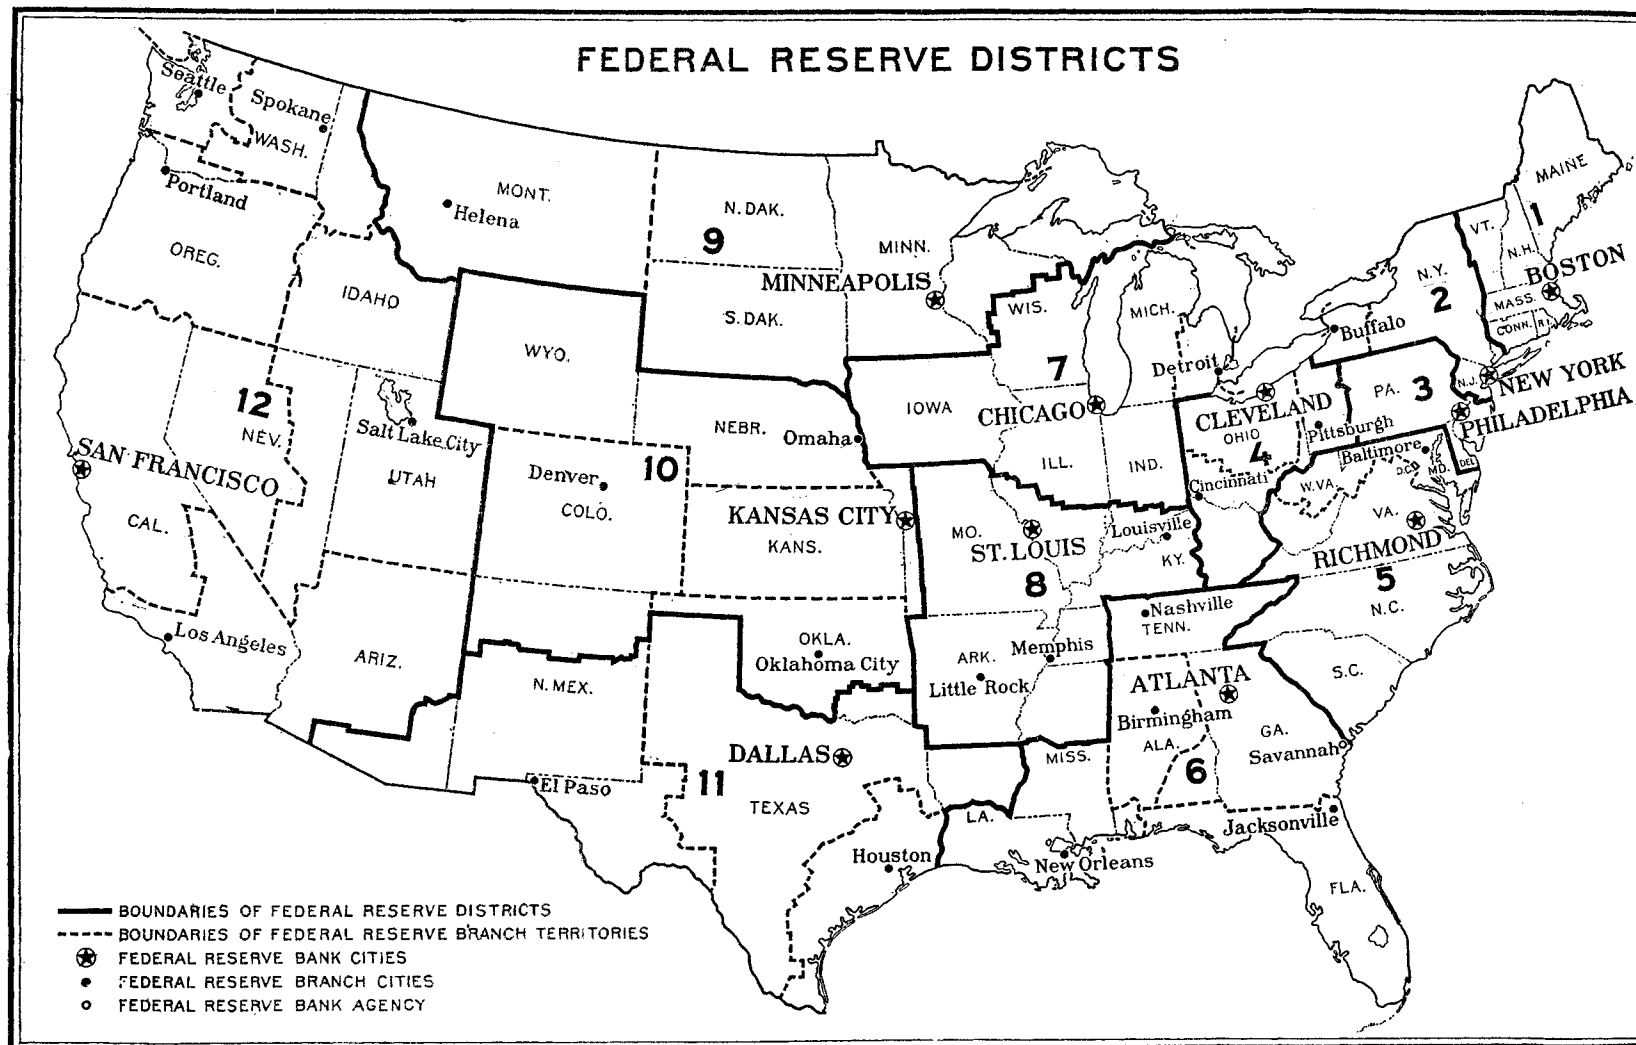 FEDERAL RESERVE DISTRICTS
Seattle
Spokane
WASH.
Portland
OREG.
IDAHO
MONT.
Helena
N. DAK.
9
S. DAK.
MINN.
MINNEAPOLIS
WIS.
MICH.
7
Detroit
CHICAGO
IOWA
ILL.
IND.
MAINE
VT.
N.H.
1
BOSTON
MASS.
CONN.
R.I.
N.Y.
2
Buffalo
NEW YORK
N.J.
PA.
3
PHILADELPHIA
CLEVELAND
OHIO
4
Pittsburgh
Cincinnati
Baltimore
D.C.
MD.
DEL
W.VA.
VA.
RICHMOND
5
N.C.
S.C.
WYO.
NEBR.
Omaha
12
NEV.
Salt Lake City
UTAH
SAN FRANCISCO
CAL.
Los Angeles
ARIZ.
Denver
COLO.
10
KANSAS CITY
KANS.
MO.
ST. LOUIS
8
Louisville
KY.
Nashville
TENN.
Memphis
ARK.
Little Rock
OKLA.
Oklahoma City
N. MEX.
El Paso
DALLAS
11
TEXAS
Houston
LA.
New Orleans
MISS.
ATLANTA
Birmingham
ALA.
6
GA.
Savannah
Jacksonville
FLA.
BOUNDARIES OF FEDERAL RESERVE DISTRICTS
BOUNDARIES OF FEDERAL RESERVE BRANCH TERRITORIES
FEDERAL RESERVE BANK CITIES
FEDERAL RESERVE BRANCH CITIES
FEDERAL RESERVE BANK AGENCY